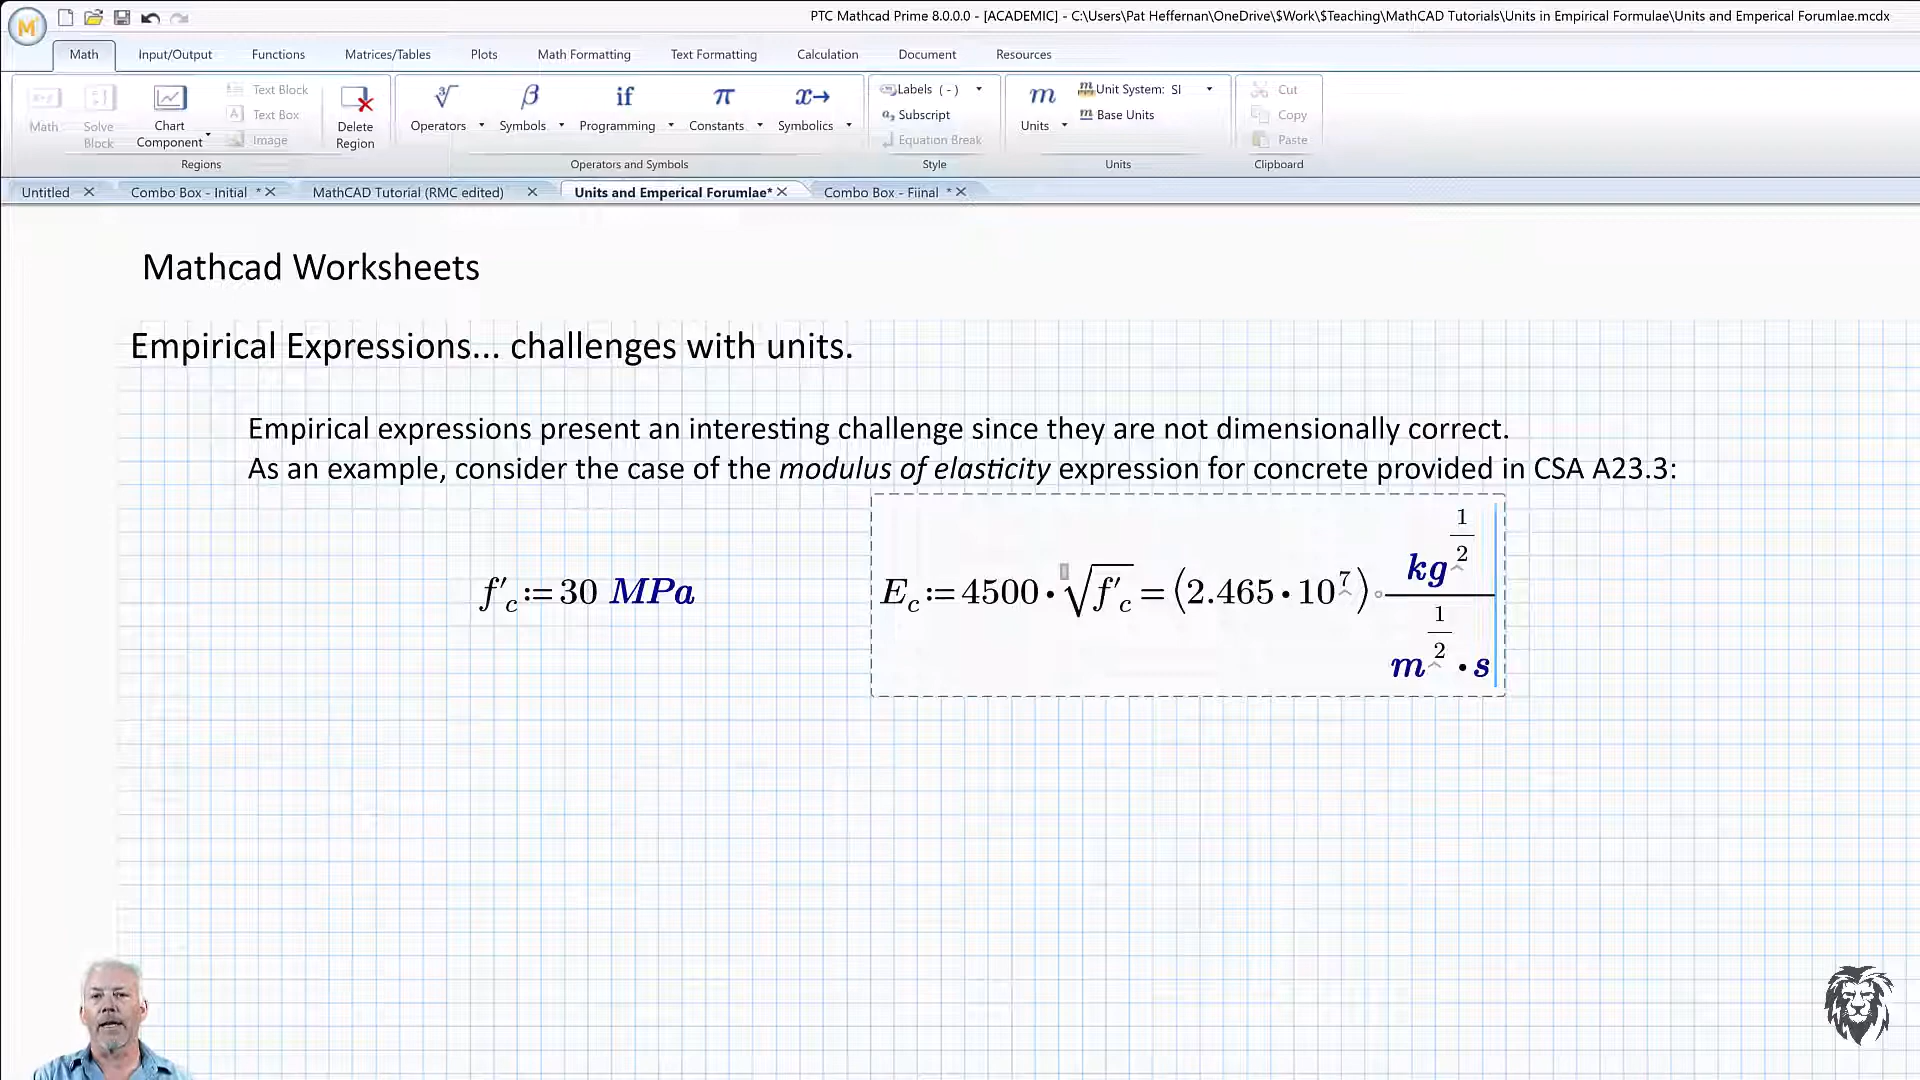 PTC Mathcad Prime 8.0.0.0 - [ACADEMIC] - C:\Users\Pat Heffernan\OneDrive\$Work\$Teaching\MathCAD Tutorials\Units in Empirical Formulae\Units and Emperical Forumlae.mcdx
Math Input/Output Functions Matrices/Tables Plots Math Formatting Text Formatting Calculation Document Resources
Math
Solve Block
Chart Component
Text Block
Text Box
Image
Delete Region
Regions
Operators
β Symbols
if Programming
π Constants
x→ Symbolics
Operators and Symbols
Labels ( - )
Subscript
Equation Break
Style
m Units
Unit System: SI
Base Units
Units
Cut
Copy
Paste
Clipboard
Untitled Combo Box - Initial * MathCAD Tutorial (RMC edited) Units and Emperical Forumlae* Combo Box - Fiinal *
Mathcad Worksheets
Empirical Expressions... challenges with units.
Empirical expressions present an interesting challenge since they are not dimensionally correct.
As an example, consider the case of the modulus of elasticity expression for concrete provided in CSA A23.3:
f′c := 30 MPa
Ec := 4500 · √f′c = (2.465 · 10^7) kg^(1/2) / (m^(1/2) · s)